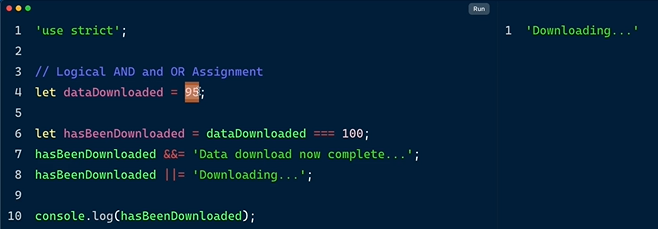 Run
1 'use strict';
2
3 // Logical AND and OR Assignment
4 let dataDownloaded = 95;
5
6 let hasBeenDownloaded = dataDownloaded === 100;
7 hasBeenDownloaded &&= 'Data download now complete...';
8 hasBeenDownloaded ||= 'Downloading...';
9
10 console.log(hasBeenDownloaded);
1 'Downloading...'